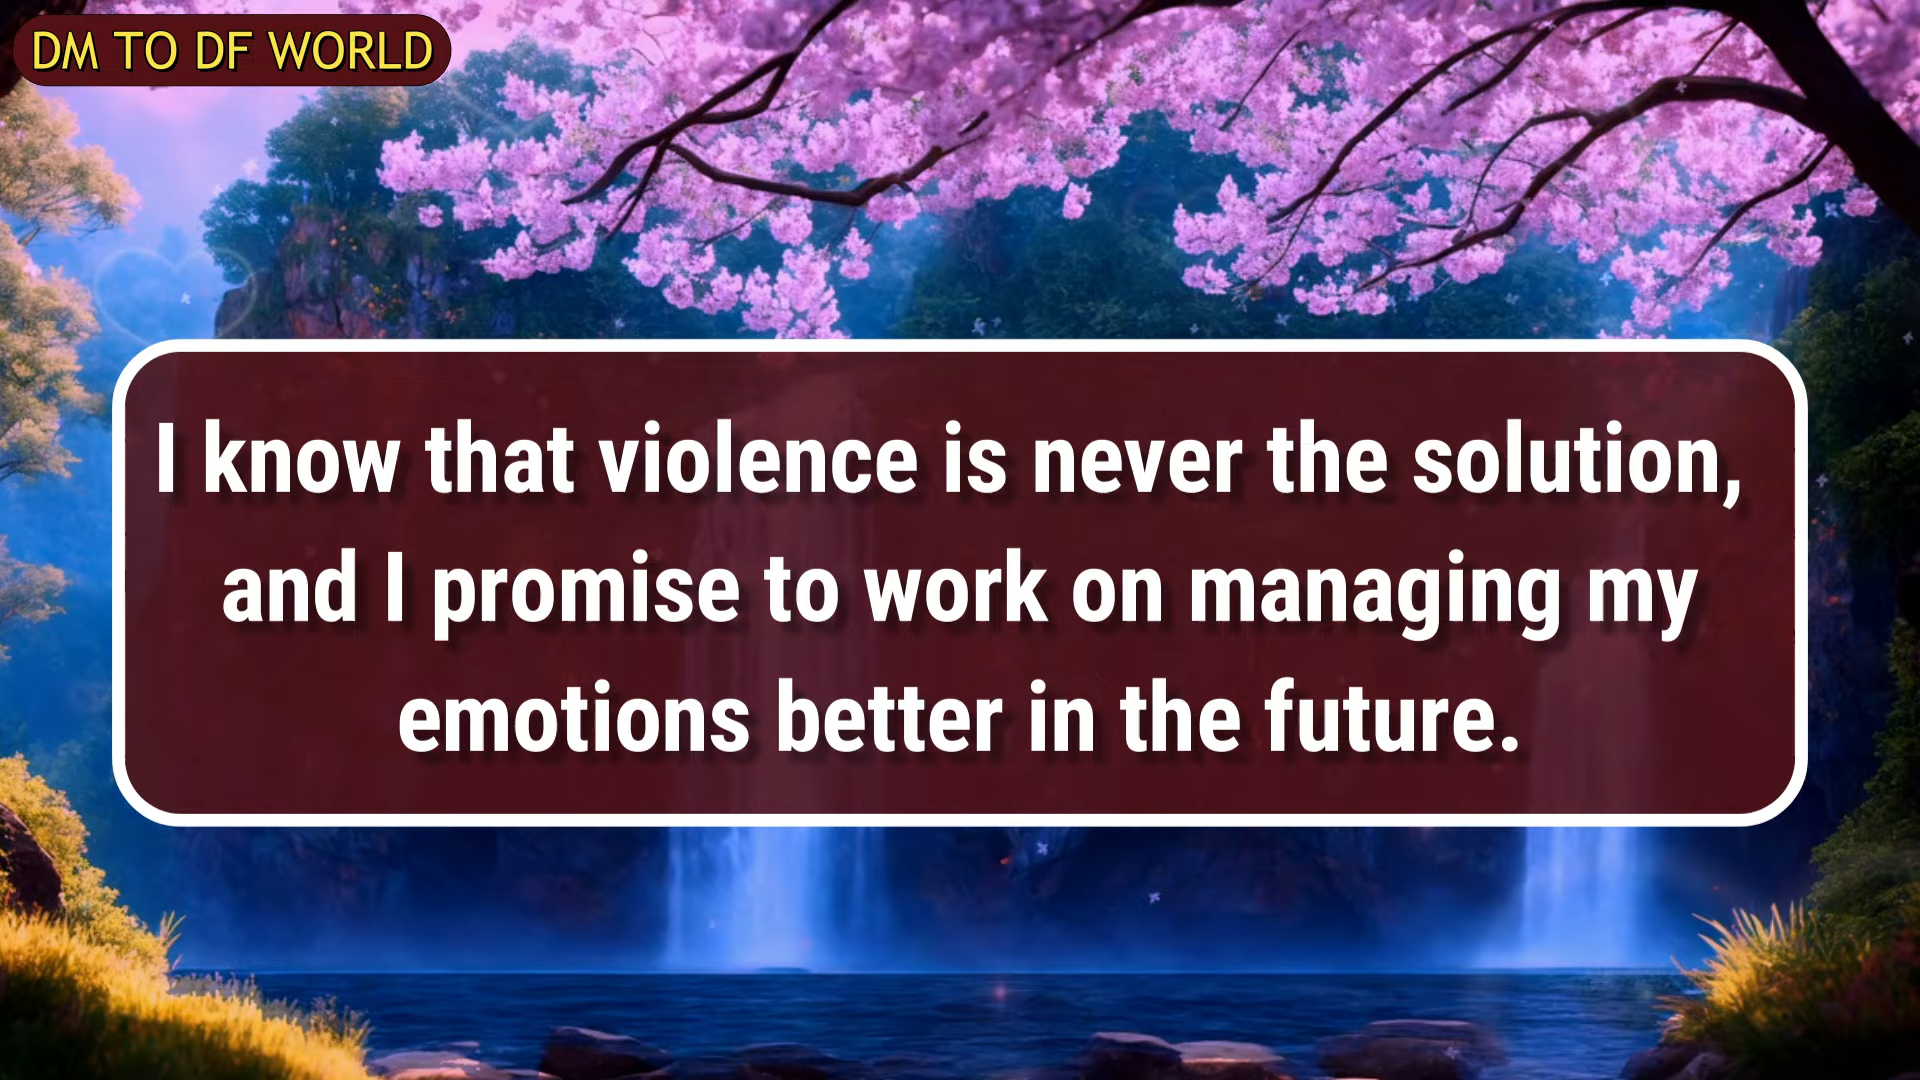 DM TO DF WORLD
I know that violence is never the solution,
and I promise to work on managing my
emotions better in the future.